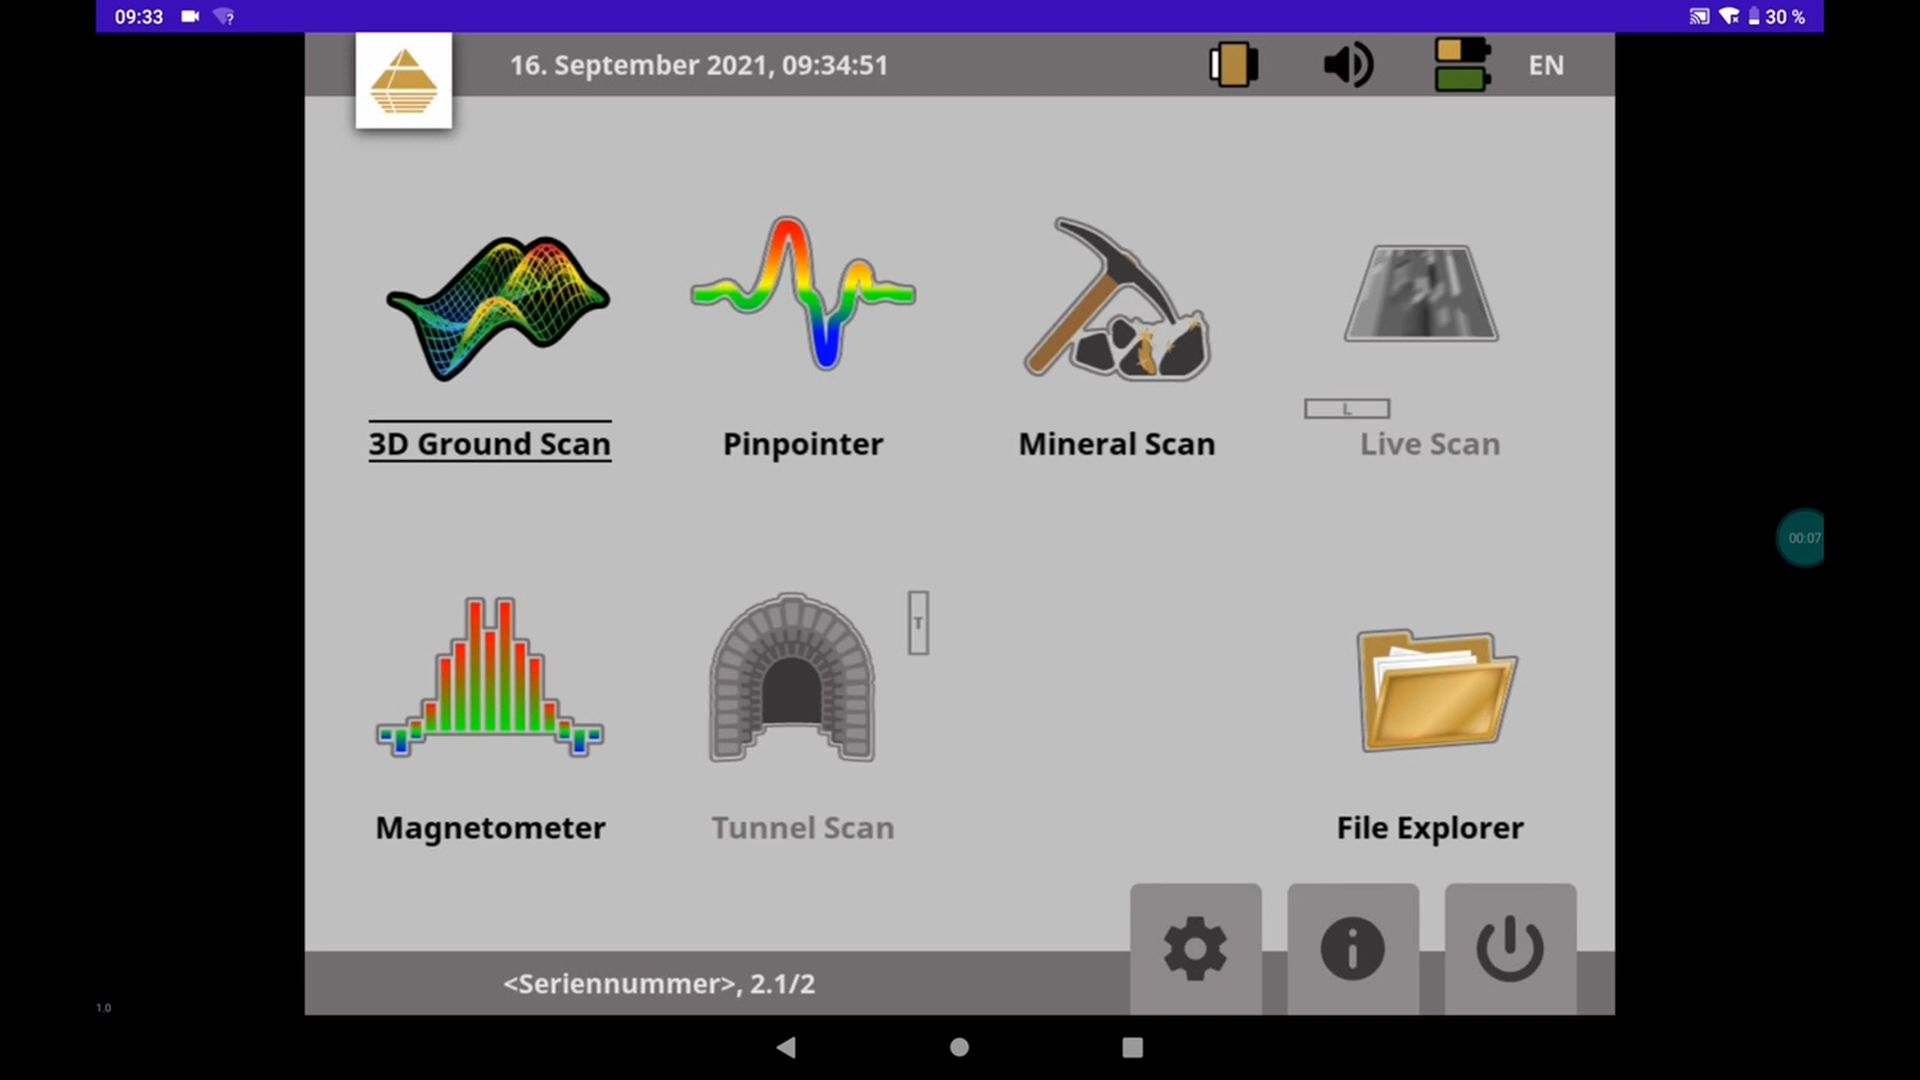 09:33
30 %
16. September 2021, 09:34:51
EN
3D Ground Scan
Pinpointer
Mineral Scan
L
Live Scan
00:07
T
Magnetometer
Tunnel Scan
File Explorer
<Seriennummer>, 2.1/2
1.0